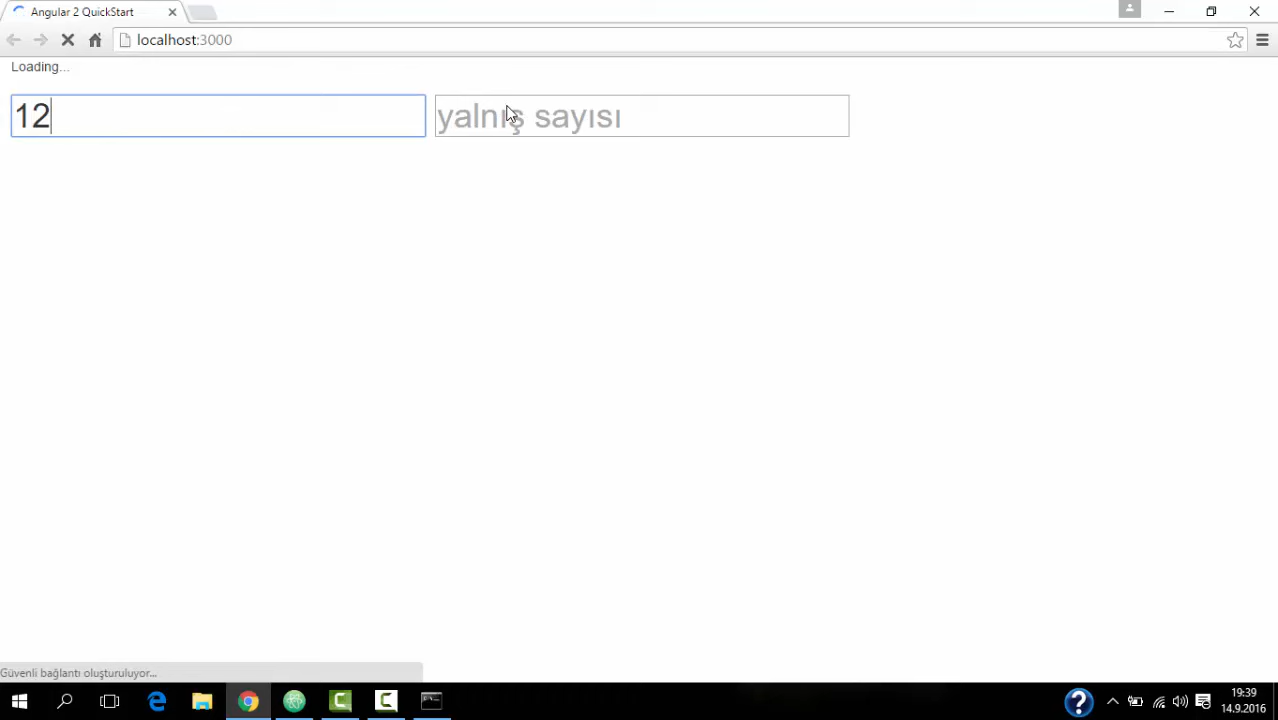 Angular 2 QuickStart
localhost:3000
Loading...
12
yalnış sayısı
Güvenli bağlantı oluşturuluyor...
19:39
14.9.2016